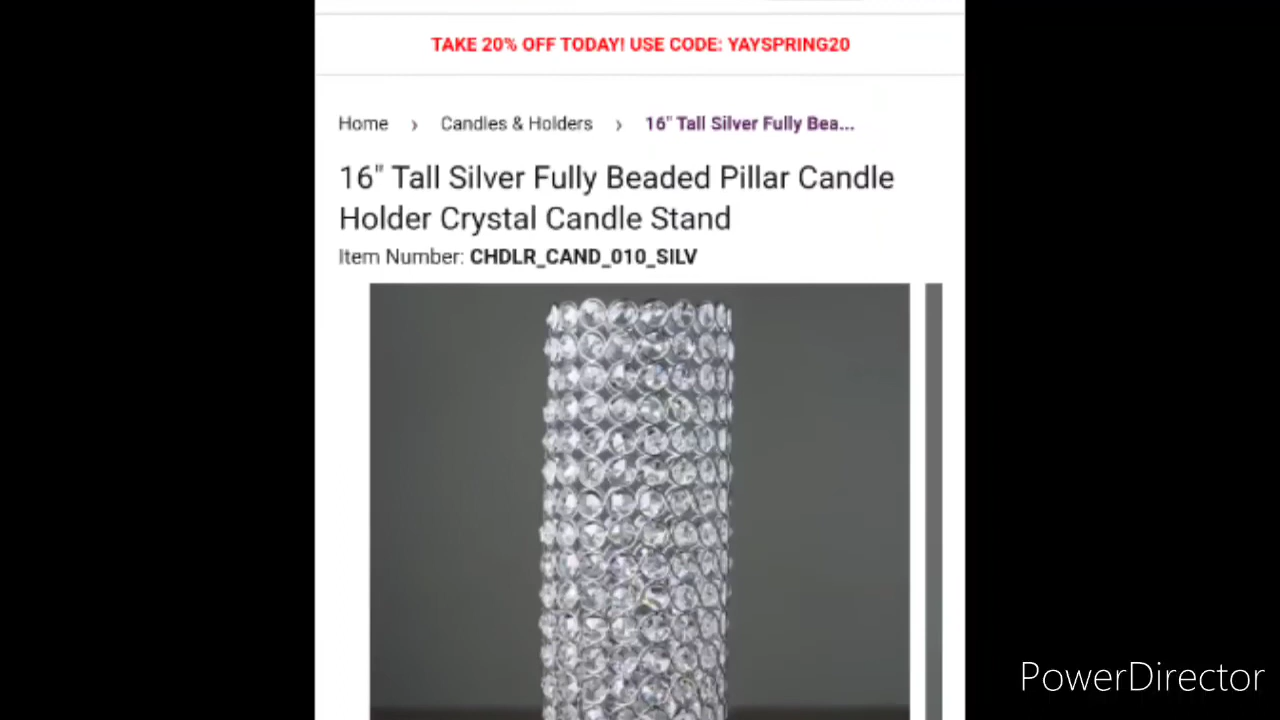 TAKE 20% OFF TODAY! USE CODE: YAYSPRING20
Home › Candles & Holders › 16" Tall Silver Fully Bea...
16" Tall Silver Fully Beaded Pillar Candle
Holder Crystal Candle Stand
Item Number: CHDLR_CAND_010_SILV
PowerDirector